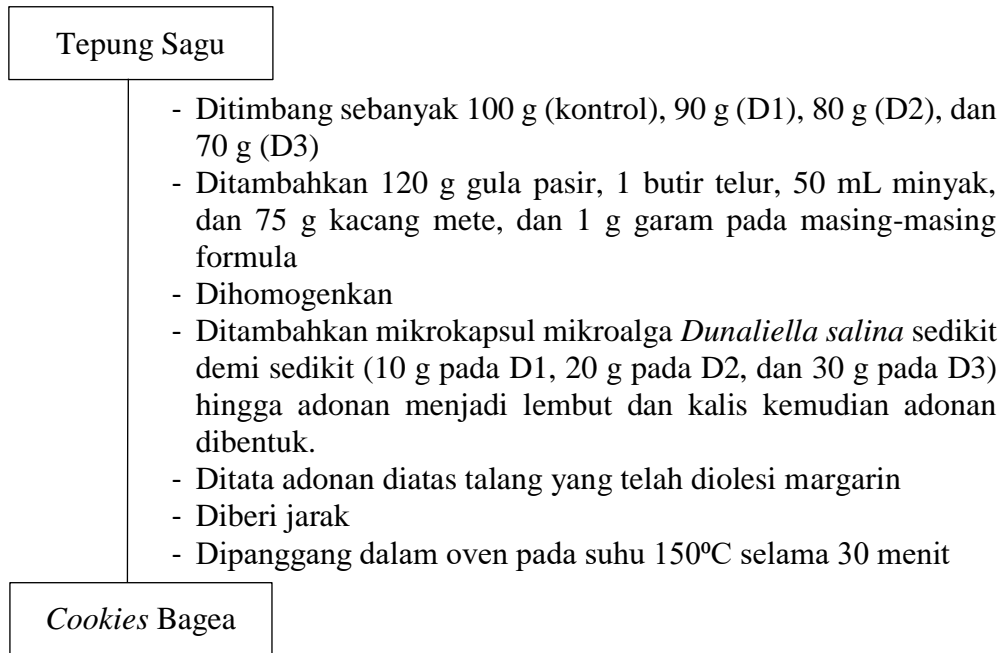 Tepung Sagu
- Ditimbang sebanyak 100 g (kontrol), 90 g (D1), 80 g (D2), dan
70 g (D3)
- Ditambahkan 120 g gula pasir, 1 butir telur, 50 mL minyak,
dan 75 g kacang mete, dan 1 g garam pada masing-masing
formula
- Dihomogenkan
- Ditambahkan mikrokapsul mikroalga Dunaliella salina sedikit
demi sedikit (10 g pada D1, 20 g pada D2, dan 30 g pada D3)
hingga adonan menjadi lembut dan kalis kemudian adonan
dibentuk.
- Ditata adonan diatas talang yang telah diolesi margarin
- Diberi jarak
- Dipanggang dalam oven pada suhu 150⁰C selama 30 menit
Cookies Bagea